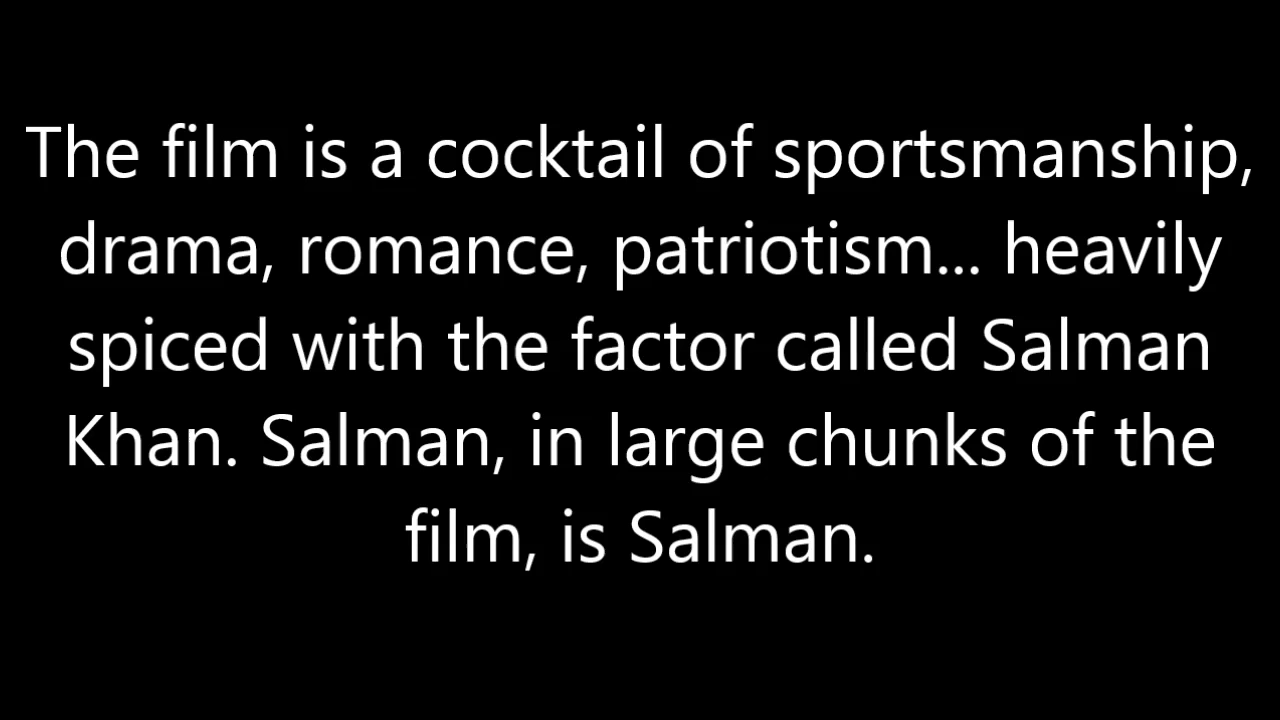 The film is a cocktail of sportsmanship,
drama, romance, patriotism... heavily
spiced with the factor called Salman
Khan. Salman, in large chunks of the
film, is Salman.